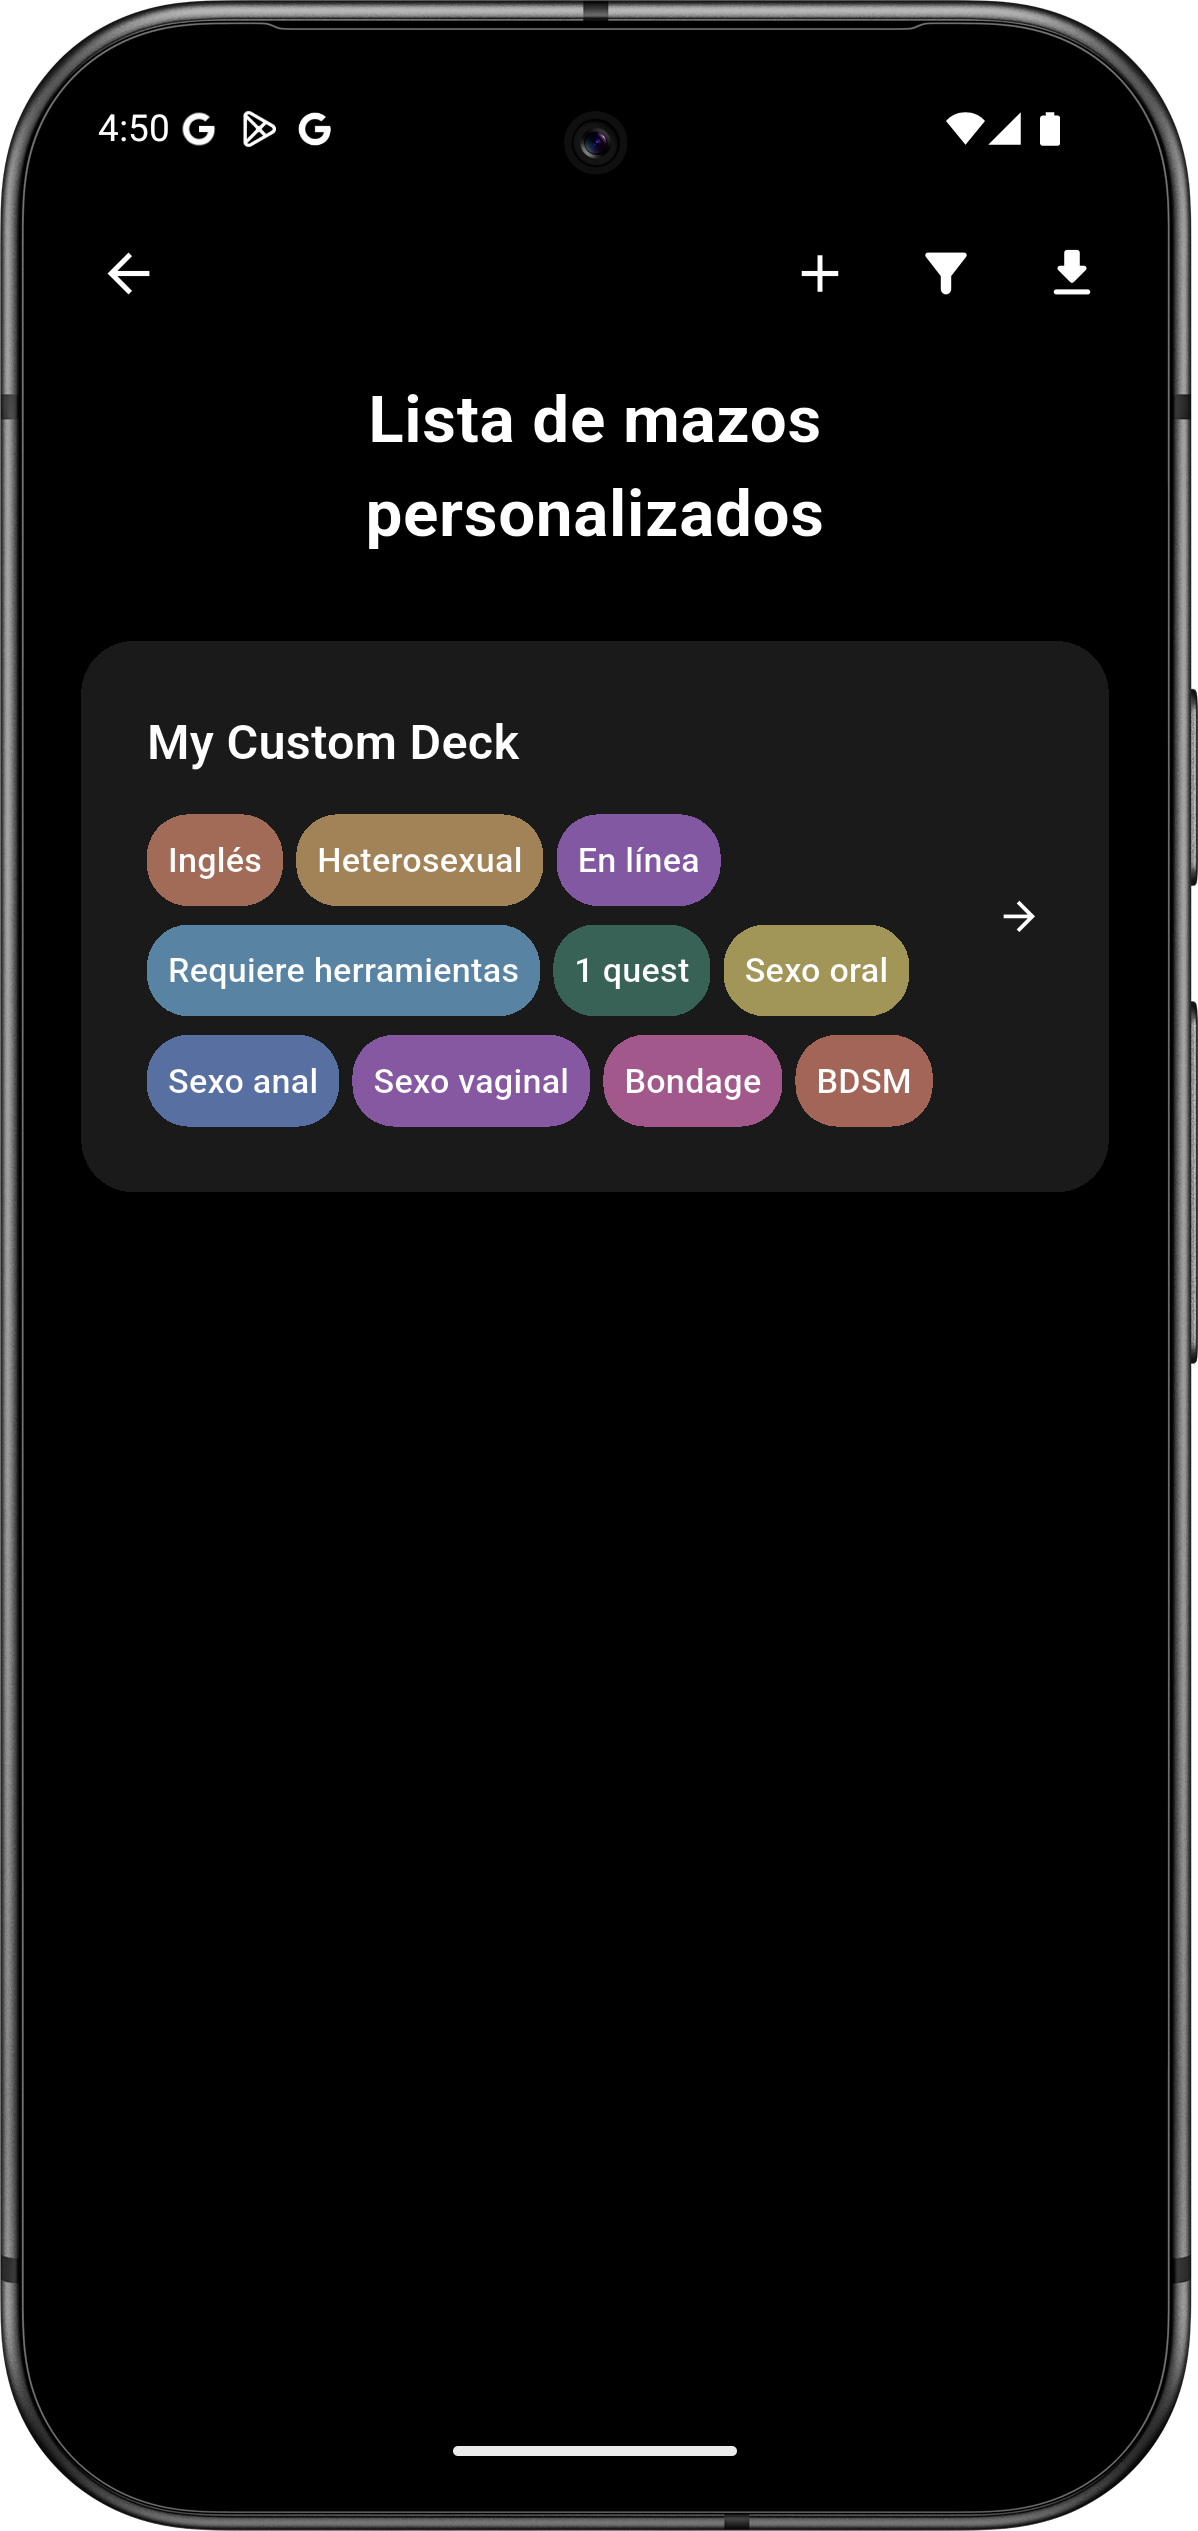 4:50
Lista de mazos
personalizados
My Custom Deck
Inglés Heterosexual En línea
Requiere herramientas 1 quest Sexo oral
Sexo anal Sexo vaginal Bondage BDSM